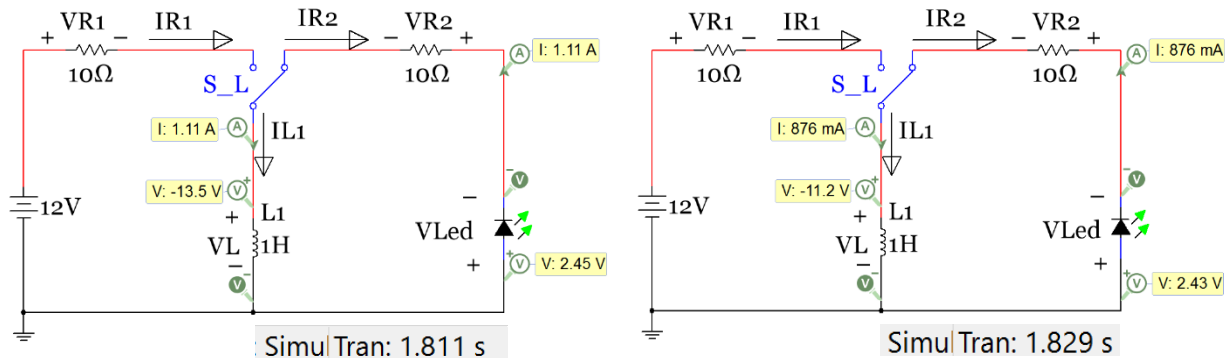 VR1 IR1 IR2 VR2
+ − − +
10Ω 10Ω
I: 1.11 A
S_L
I: 1.11 A
IL1
V: -13.5 V
12V
+ L1
VL 1H
−
−
VLed
+
V: 2.45 V
: Simul Tran: 1.811 s
VR1 IR1 IR2 VR2
+ − − +
10Ω 10Ω
I: 876 mA
S_L
I: 876 mA
IL1
V: -11.2 V
12V
+ L1
VL 1H
−
−
VLed
+
V: 2.43 V
Simul Tran: 1.829 s